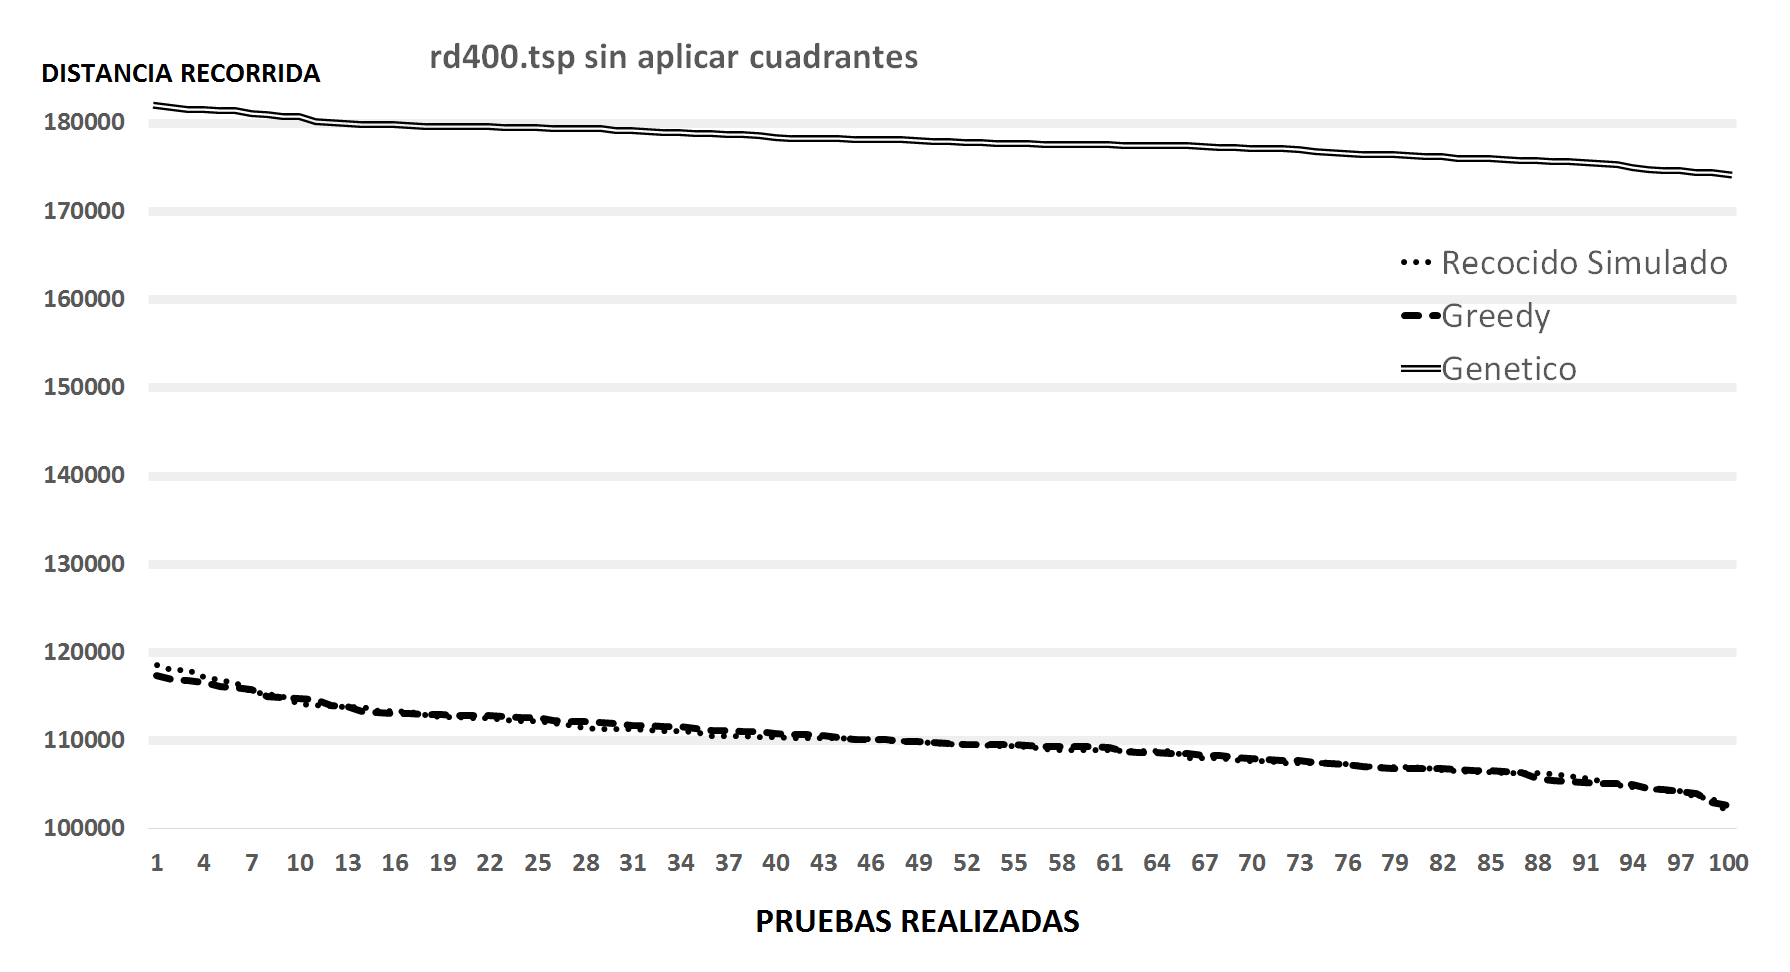 rd400.tsp sin aplicar cuadrantes
DISTANCIA RECORRIDA
180000
170000
160000
150000
140000
130000
120000
110000
100000
Recocido Simulado
Greedy
Genetico
1 4 7 10 13 16 19 22 25 28 31 34 37 40 43 46 49 52 55 58 61 64 67 70 73 76 79 82 85 88 91 94 97 100
PRUEBAS REALIZADAS